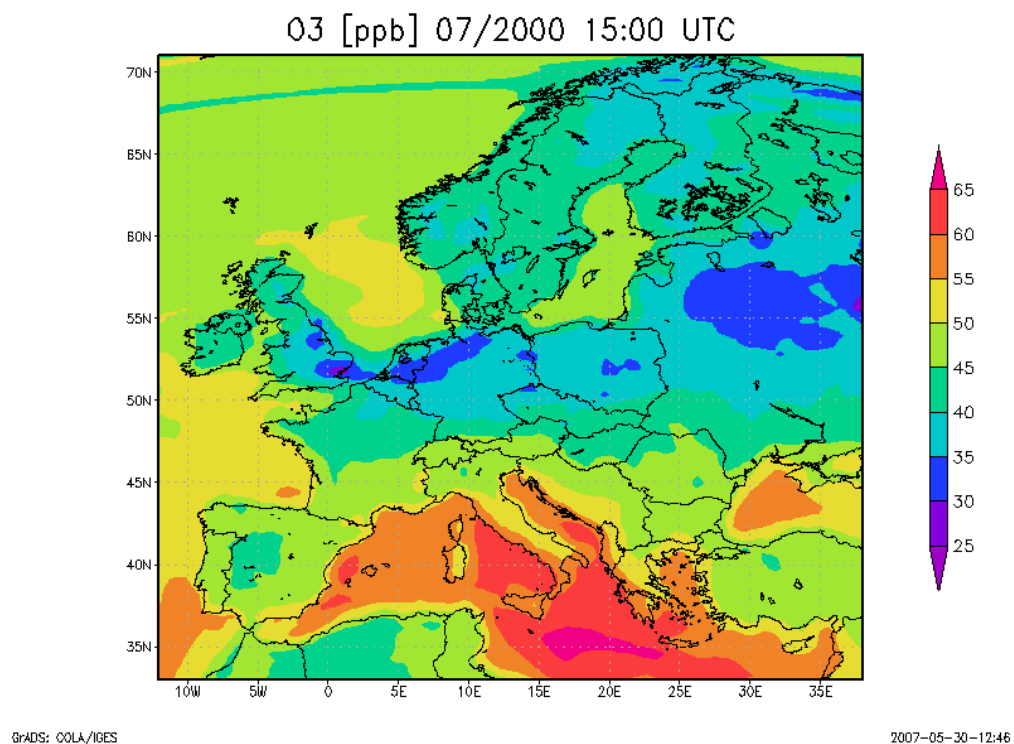 O3 [ppb] 07/2000 15:00 UTC
70N
65N
60N
55N
50N
45N
40N
35N
10W 5W 0 5E 10E 15E 20E 25E 30E 35E
65
60
55
50
45
40
35
30
25
GrADS: COLA/IGES 2007-05-30-12:46